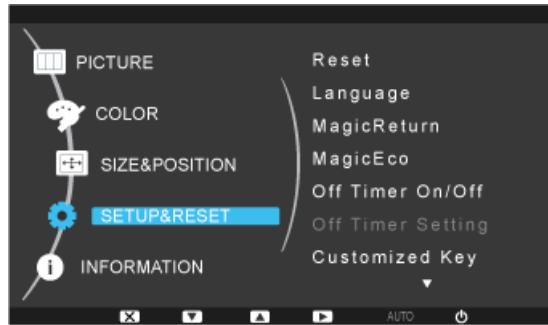 PICTURE
COLOR
SIZE&POSITION
SETUP&RESET
INFORMATION
Reset
Language
MagicReturn
MagicEco
Off Timer On/Off
Off Timer Setting
Customized Key
AUTO